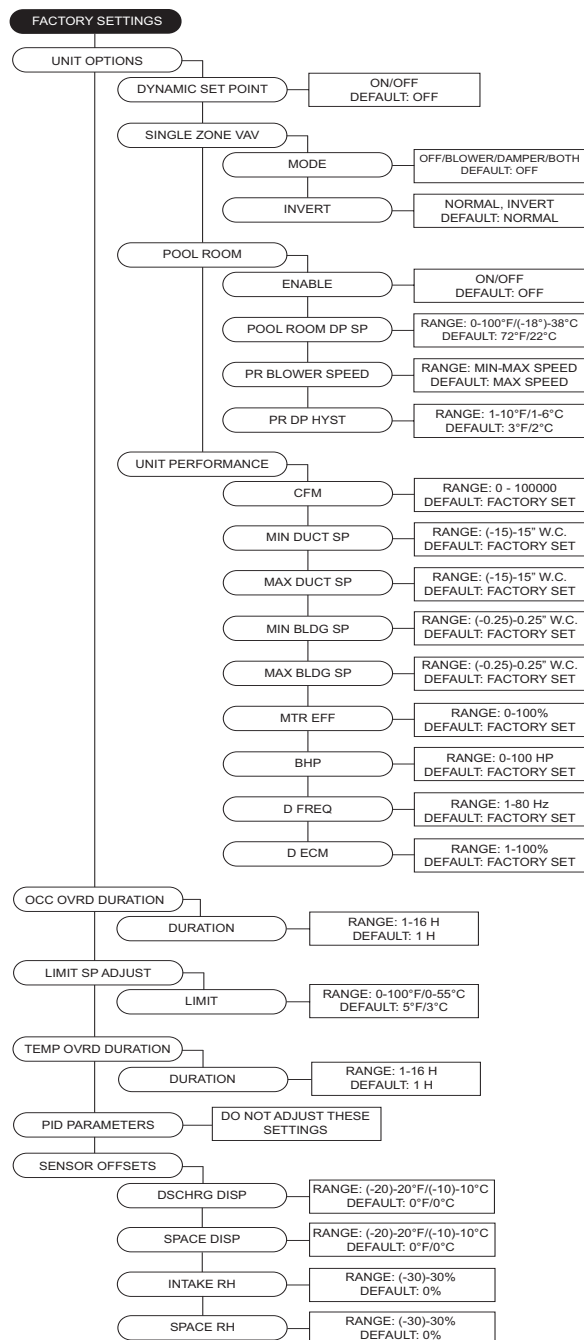 FACTORY SETTINGS
UNIT OPTIONS
DYNAMIC SET POINT
ON/OFF
DEFAULT: OFF
SINGLE ZONE VAV
MODE
OFF/BLOWER/DAMPER/BOTH
DEFAULT: OFF
INVERT
NORMAL, INVERT
DEFAULT: NORMAL
POOL ROOM
ENABLE
ON/OFF
DEFAULT: OFF
POOL ROOM DP SP
RANGE: 0-100°F/(-18°)-38°C
DEFAULT: 72°F/22°C
PR BLOWER SPEED
RANGE: MIN-MAX SPEED
DEFAULT: MAX SPEED
PR DP HYST
RANGE: 1-10°F/1-6°C
DEFAULT: 3°F/2°C
UNIT PERFORMANCE
CFM
RANGE: 0 - 100000
DEFAULT: FACTORY SET
MIN DUCT SP
RANGE: (-15)-15” W.C.
DEFAULT: FACTORY SET
MAX DUCT SP
RANGE: (-15)-15” W.C.
DEFAULT: FACTORY SET
MIN BLDG SP
RANGE: (-0.25)-0.25” W.C.
DEFAULT: FACTORY SET
MAX BLDG SP
RANGE: (-0.25)-0.25” W.C.
DEFAULT: FACTORY SET
MTR EFF
RANGE: 0-100%
DEFAULT: FACTORY SET
BHP
RANGE: 0-100 HP
DEFAULT: FACTORY SET
D FREQ
RANGE: 1-80 Hz
DEFAULT: FACTORY SET
D ECM
RANGE: 1-100%
DEFAULT: FACTORY SET
OCC OVRD DURATION
DURATION
RANGE: 1-16 H
DEFAULT: 1 H
LIMIT SP ADJUST
LIMIT
RANGE: 0-100°F/0-55°C
DEFAULT: 5°F/3°C
TEMP OVRD DURATION
DURATION
RANGE: 1-16 H
DEFAULT: 1 H
PID PARAMETERS
DO NOT ADJUST THESE
SETTINGS
SENSOR OFFSETS
DSCHRG DISP
RANGE: (-20)-20°F/(-10)-10°C
DEFAULT: 0°F/0°C
SPACE DISP
RANGE: (-20)-20°F/(-10)-10°C
DEFAULT: 0°F/0°C
INTAKE RH
RANGE: (-30)-30%
DEFAULT: 0%
SPACE RH
RANGE: (-30)-30%
DEFAULT: 0%